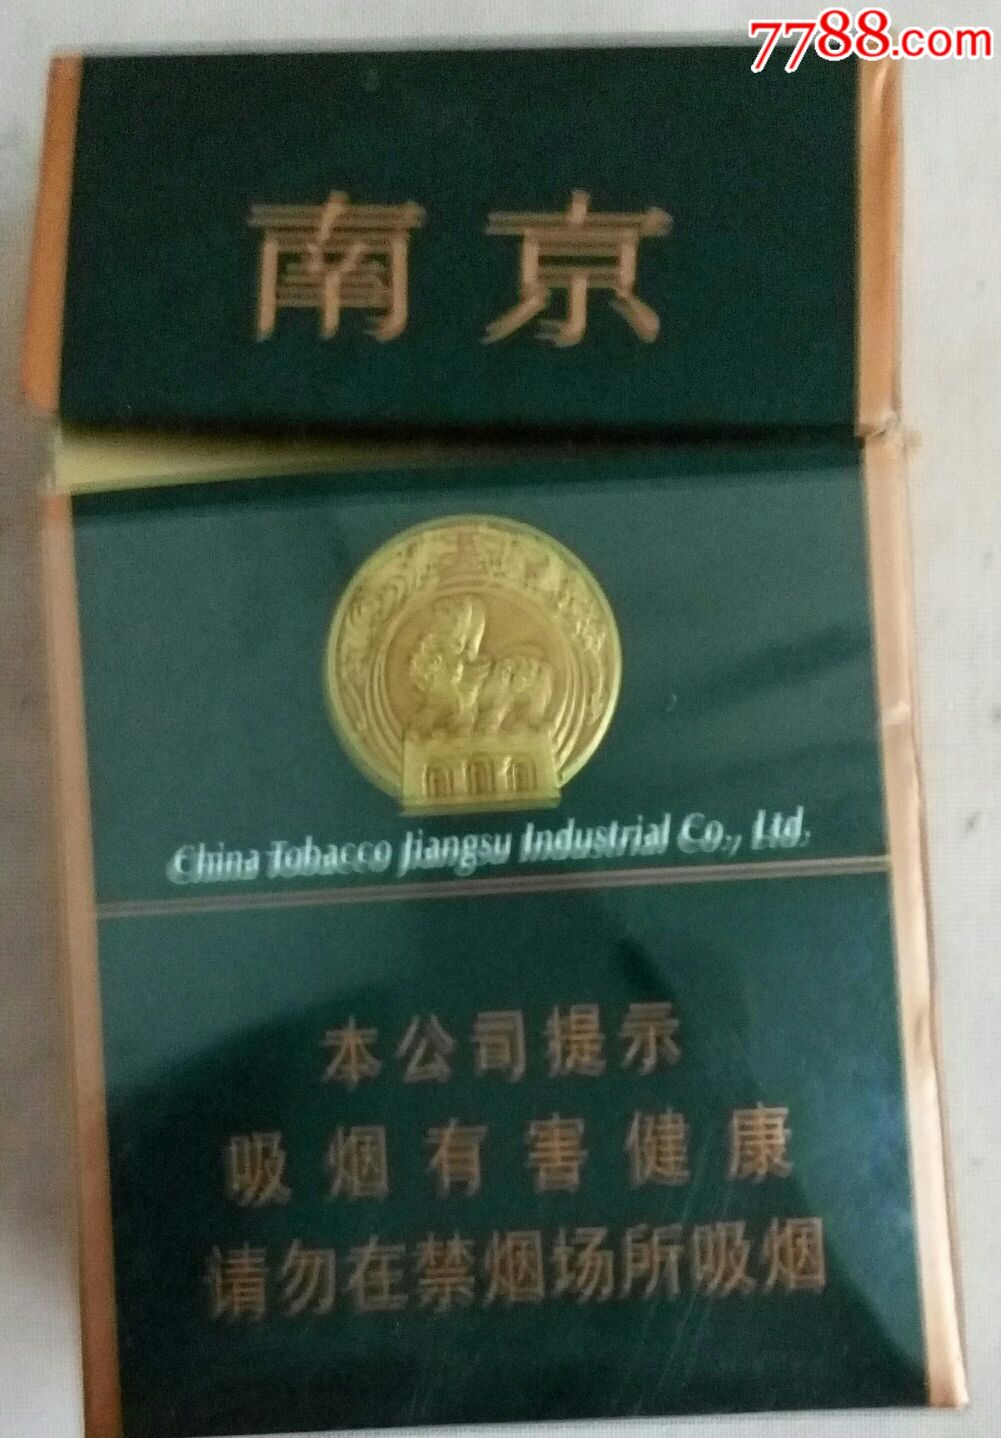 7788.com
南京
China Tobacco Jiangsu Industrial Co., Ltd.
本公司提示
吸烟有害健康
请勿在禁烟场所吸烟